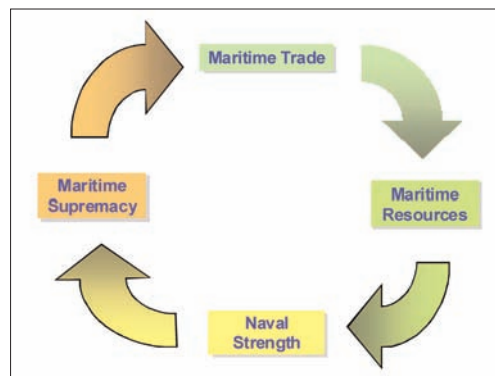 Maritime Trade
Maritime
Resources
Naval
Strength
Maritime
Supremacy